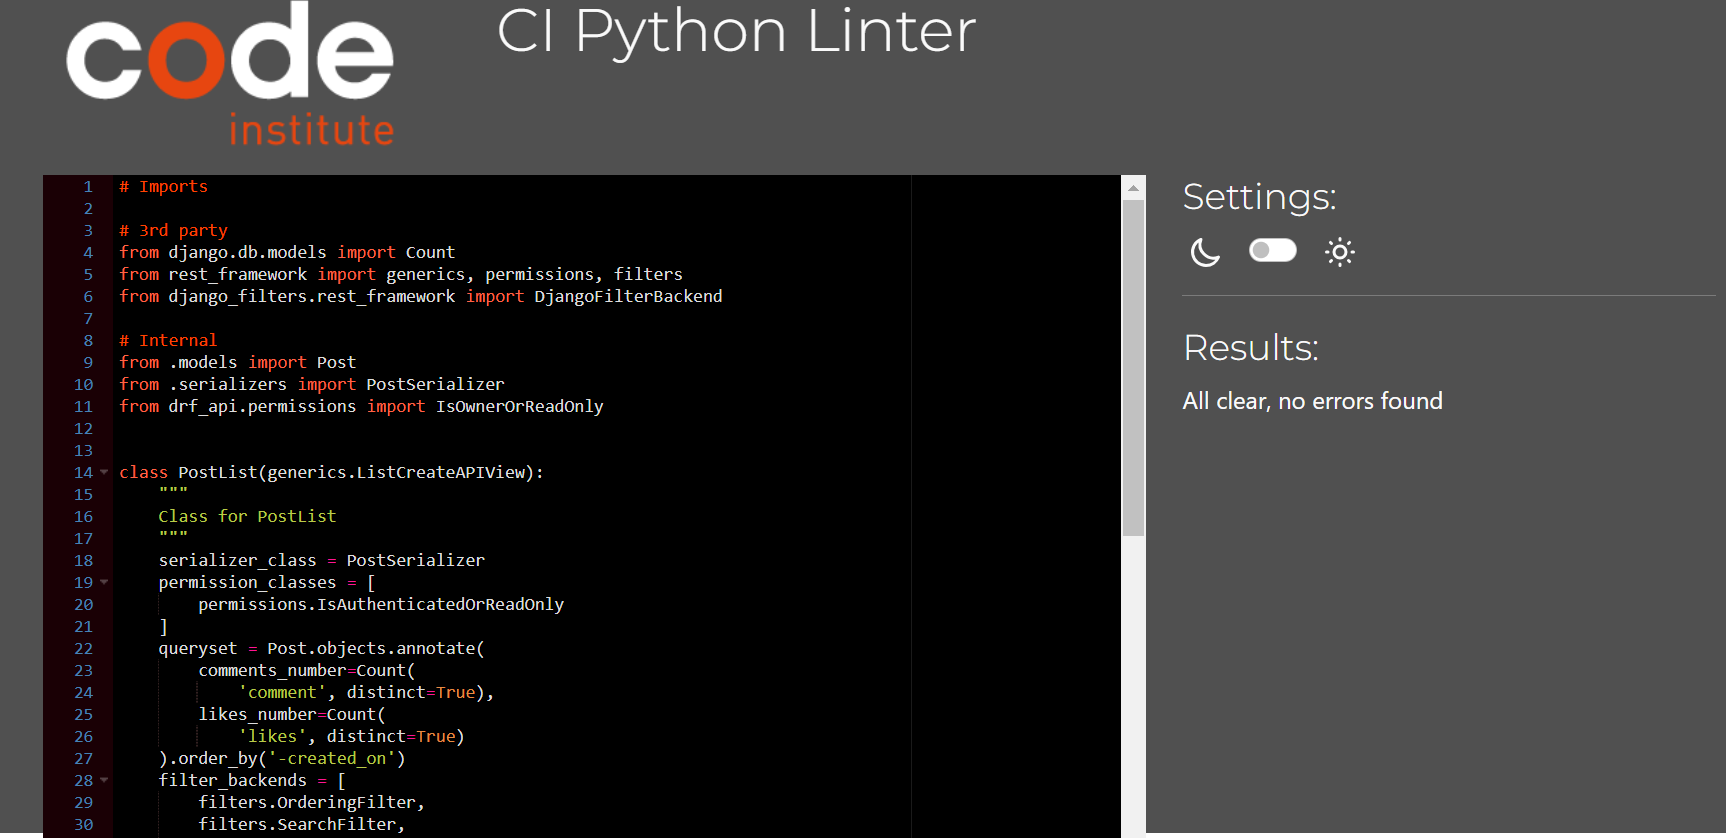 code
institute
CI Python Linter
1 # Imports
2
3 # 3rd party
4 from django.db.models import Count
5 from rest_framework import generics, permissions, filters
6 from django_filters.rest_framework import DjangoFilterBackend
7
8 # Internal
9 from .models import Post
10 from .serializers import PostSerializer
11 from drf_api.permissions import IsOwnerOrReadOnly
12
13
14 class PostList(generics.ListCreateAPIView):
15     """
16     Class for PostList
17     """
18     serializer_class = PostSerializer
19     permission_classes = [
20         permissions.IsAuthenticatedOrReadOnly
21     ]
22     queryset = Post.objects.annotate(
23         comments_number=Count(
24             'comment', distinct=True),
25         likes_number=Count(
26             'likes', distinct=True)
27     ).order_by('-created_on')
28     filter_backends = [
29         filters.OrderingFilter,
30         filters.SearchFilter,
Settings:
Results:
All clear, no errors found